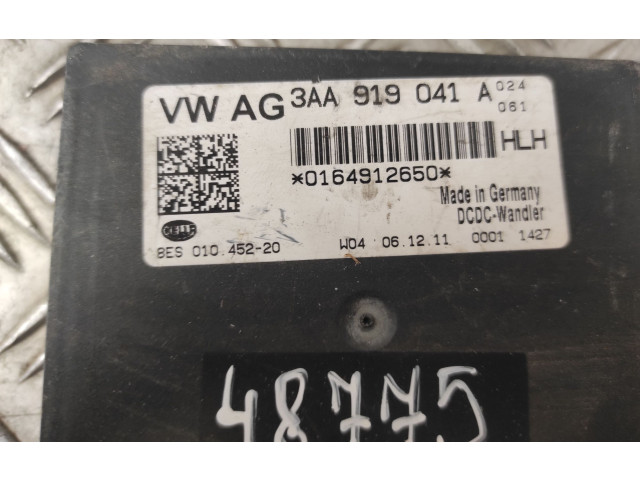 VW AG 3AA 919 041 A 024
061
HLH
*0164912650*
Made in Germany
DCDC-Wandler
HELLA
8ES 010.452-20 W04 06.12.11 0001 1427
48775